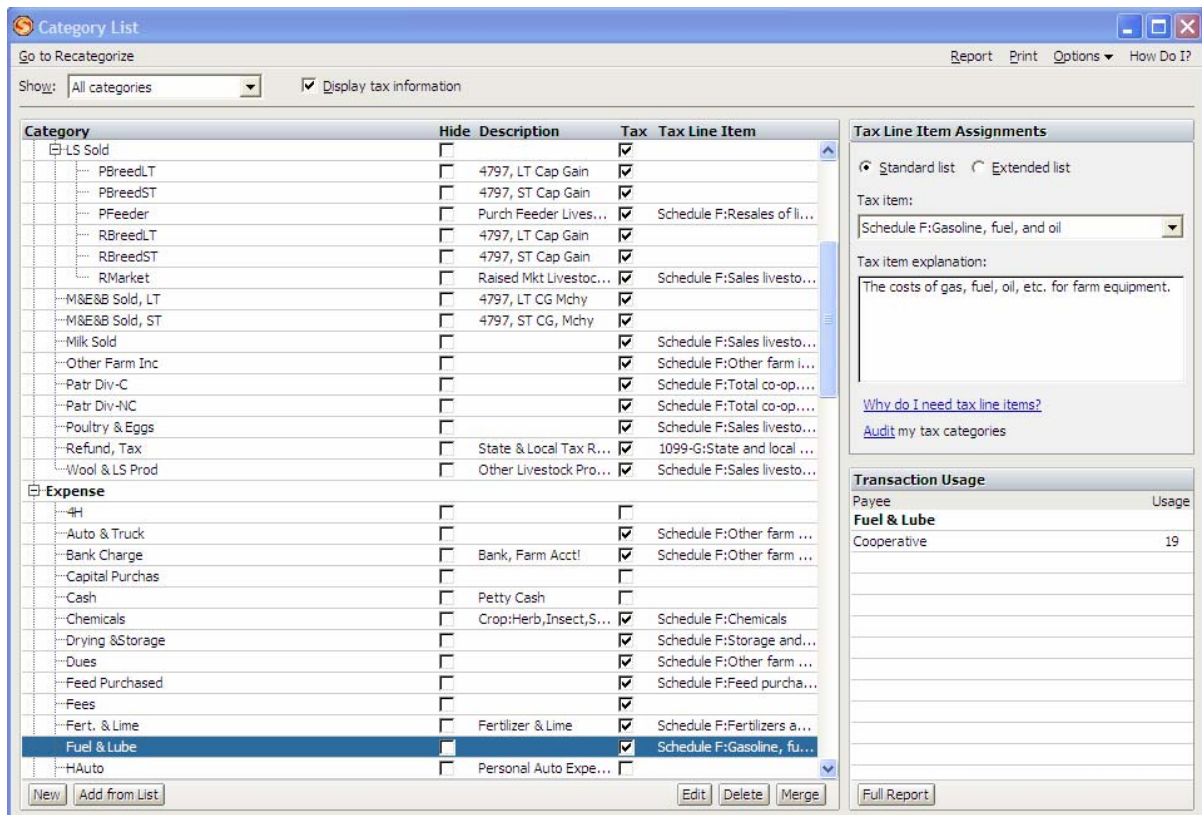 Category List
Go to Recategorize Report Print Options How Do I?
Show: All categories Display tax information
Category Hide Description Tax Tax Line Item
LS Sold
PBreedLT 4797, LT Cap Gain
PBreedST 4797, ST Cap Gain
PFeeder Purch Feeder Lives... Schedule F:Resales of li...
RBreedLT 4797, LT Cap Gain
RBreedST 4797, ST Cap Gain
RMarket Raised Mkt Livestoc... Schedule F:Sales livesto...
M&E&B Sold, LT 4797, LT CG Mchy
M&E&B Sold, ST 4797, ST CG, Mchy
Milk Sold Schedule F:Sales livesto...
Other Farm Inc Schedule F:Other farm i...
Patr Div-C Schedule F:Total co-op....
Patr Div-NC Schedule F:Total co-op....
Poultry & Eggs Schedule F:Sales livesto...
Refund, Tax State & Local Tax R... 1099-G:State and local ...
Wool & LS Prod Other Livestock Pro... Schedule F:Sales livesto...
Expense
4H
Auto & Truck Schedule F:Other farm ...
Bank Charge Bank, Farm Acct! Schedule F:Other farm ...
Capital Purchas
Cash Petty Cash
Chemicals Crop:Herb,Insect,S... Schedule F:Chemicals
Drying &Storage Schedule F:Storage and...
Dues Schedule F:Other farm ...
Feed Purchased Schedule F:Feed purcha...
Fees
Fert. & Lime Fertilizer & Lime Schedule F:Fertilizers a...
Fuel & Lube Schedule F:Gasoline, fu...
HAuto Personal Auto Expe...
New Add from List Edit Delete Merge
Tax Line Item Assignments
Standard list Extended list
Tax item:
Schedule F:Gasoline, fuel, and oil
Tax item explanation:
The costs of gas, fuel, oil, etc. for farm equipment.
Why do I need tax line items?
Audit my tax categories
Transaction Usage
Payee Usage
Fuel & Lube
Cooperative 19
Full Report